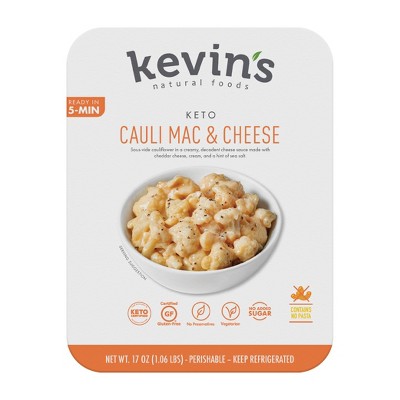 kevin's
natural foods
READY IN
5-MIN
KETO
CAULI MAC & CHEESE
Sous-vide cauliflower in a creamy, decadent cheese sauce made with
cheddar cheese, cream, and a hint of sea salt
SERVING SUGGESTION
KETO
Certified
GF
Gluten-Free
No Preservatives
Vegetarian
NO ADDED
SUGAR
CONTAINS
NO PASTA
NET WT. 17 OZ (1.06 LBS) - PERISHABLE – KEEP REFRIGERATED